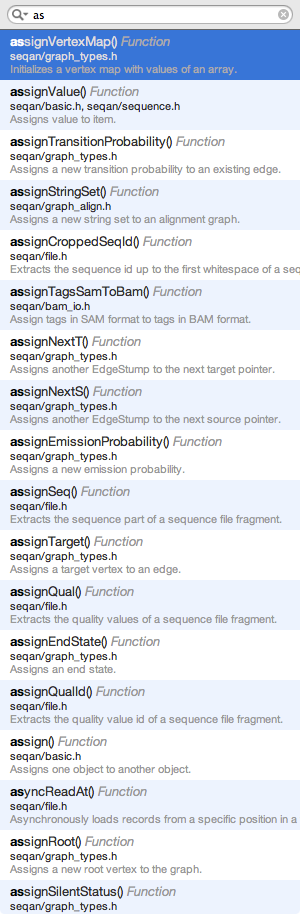 as
assignVertexMap() Function
seqan/graph_types.h
Initializes a vertex map with values of an array.
assignValue() Function
seqan/basic.h, seqan/sequence.h
Assigns value to item.
assignTransitionProbability() Function
seqan/graph_types.h
Assigns a new transition probability to an existing edge.
assignStringSet() Function
seqan/graph_align.h
Assigns a new string set to an alignment graph.
assignCroppedSeqId() Function
seqan/file.h
Extracts the sequence id up to the first whitespace of a seq
assignTagsSamToBam() Function
seqan/bam_io.h
Assign tags in SAM format to tags in BAM format.
assignNextT() Function
seqan/graph_types.h
Assigns another EdgeStump to the next target pointer.
assignNextS() Function
seqan/graph_types.h
Assigns another EdgeStump to the next source pointer.
assignEmissionProbability() Function
seqan/graph_types.h
Assigns a new emission probability.
assignSeq() Function
seqan/file.h
Extracts the sequence part of a sequence file fragment.
assignTarget() Function
seqan/graph_types.h
Assigns a target vertex to an edge.
assignQual() Function
seqan/file.h
Extracts the quality values of a sequence file fragment.
assignEndState() Function
seqan/graph_types.h
Assigns an end state.
assignQualId() Function
seqan/file.h
Extracts the quality value id of a sequence file fragment.
assign() Function
seqan/basic.h
Assigns one object to another object.
asyncReadAt() Function
seqan/file.h
Asynchronously loads records from a specific position in a
assignRoot() Function
seqan/graph_types.h
Assigns a new root vertex to the graph.
assignSilentStatus() Function
seqan/graph_types.h